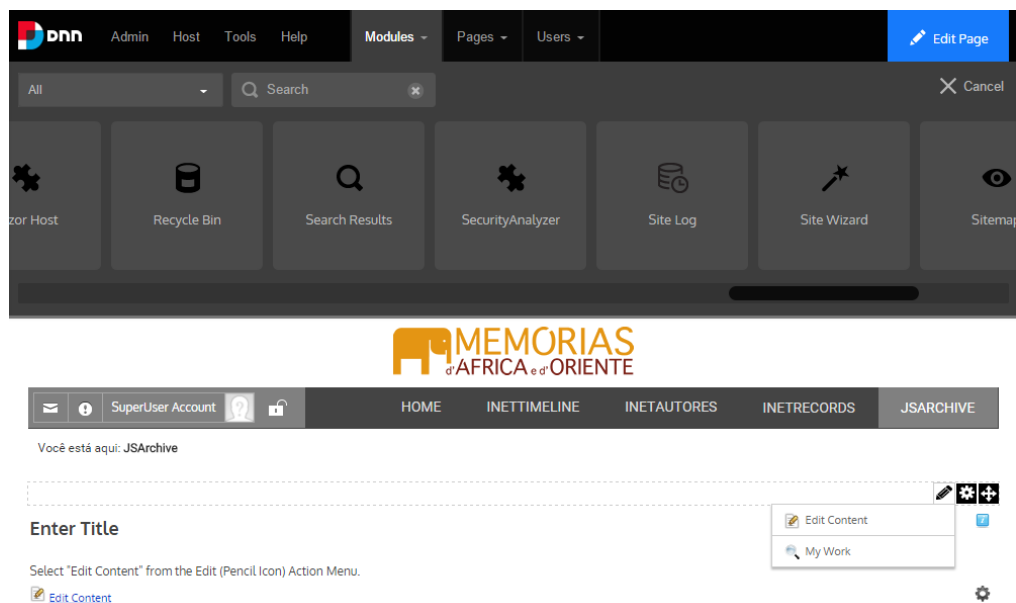 DNN Admin Host Tools Help Modules Pages Users Edit Page
All Search Cancel
zor Host Recycle Bin Search Results SecurityAnalyzer Site Log Site Wizard Sitemap
MEMÓRIAS
d'ÁFRICA e d'ORIENTE
SuperUser Account HOME INETTIMELINE INETAUTORES INETRECORDS JSARCHIVE
Você está aqui: JSArchive
Edit Content
Enter Title
My Work
Select "Edit Content" from the Edit (Pencil Icon) Action Menu.
Edit Content